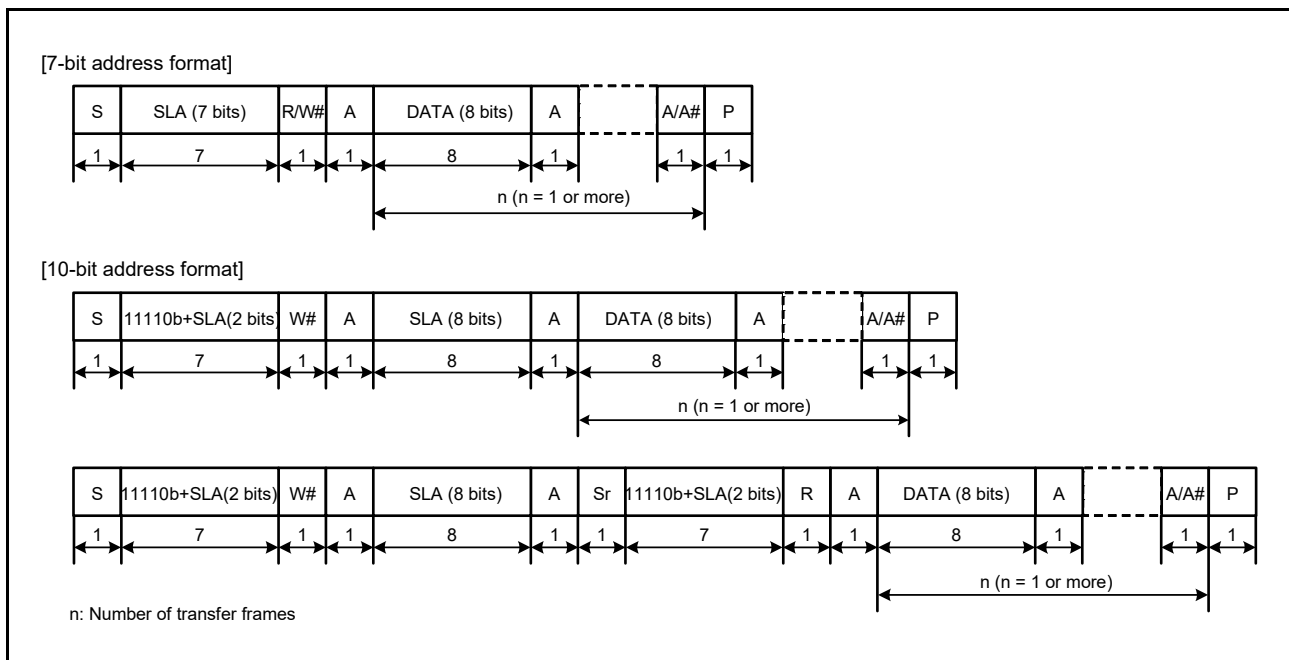 [7-bit address format]
S SLA (7 bits) R/W# A DATA (8 bits) A A/A# P
1 7 1 1 8 1 1 1
n (n = 1 or more)
[10-bit address format]
S 11110b+SLA(2 bits) W# A SLA (8 bits) A DATA (8 bits) A A/A# P
1 7 1 1 8 1 8 1 1 1
n (n = 1 or more)
S 11110b+SLA(2 bits) W# A SLA (8 bits) A Sr 11110b+SLA(2 bits) R A DATA (8 bits) A A/A# P
1 7 1 1 8 1 1 7 1 1 8 1 1 1
n (n = 1 or more)
n: Number of transfer frames